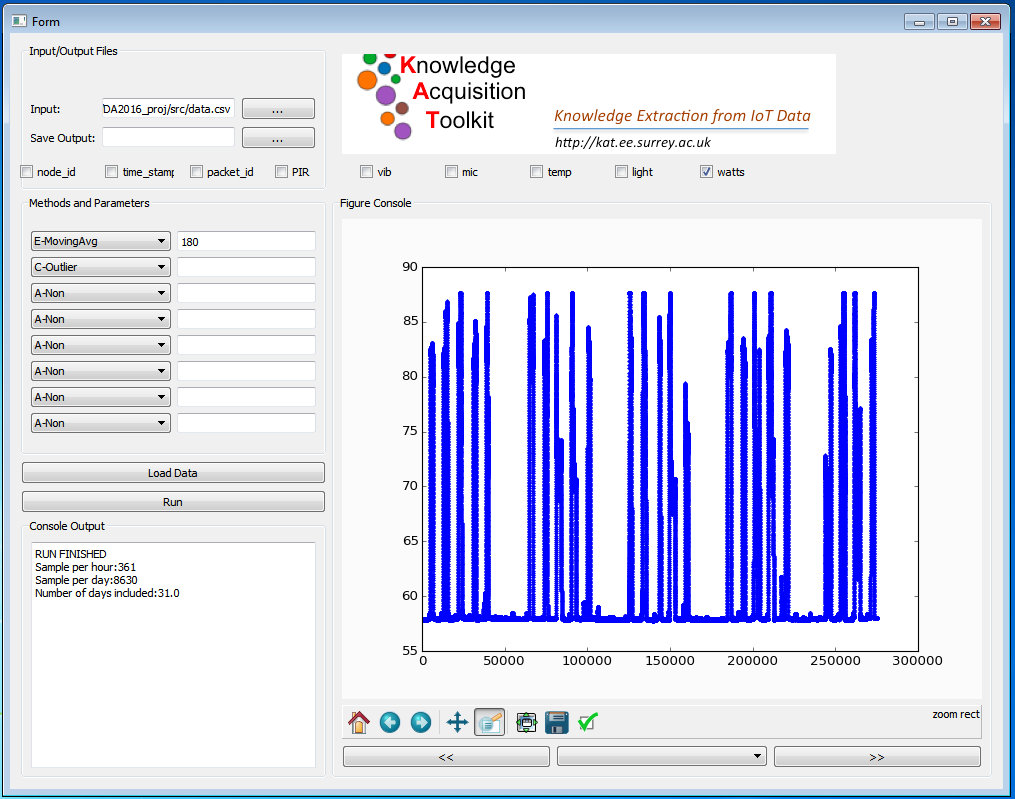 Form
Input/Output Files
Input:
DA2016_proj/src/data.csv
...
Save Output:
...
Knowledge
Acquisition
Toolkit
Knowledge Extraction from IoT Data
http://kat.ee.surrey.ac.uk
node_id
time_stamp
packet_id
PIR
vib
mic
temp
light
watts
Methods and Parameters
E-MovingAvg
180
C-Outlier
A-Non
A-Non
A-Non
A-Non
A-Non
A-Non
Load Data
Run
Console Output
RUN FINISHED
Sample per hour:361
Sample per day:8630
Number of days included:31.0
Figure Console
90
85
80
75
70
65
60
55
0 50000 100000 150000 200000 250000 300000
zoom rect
<<
>>